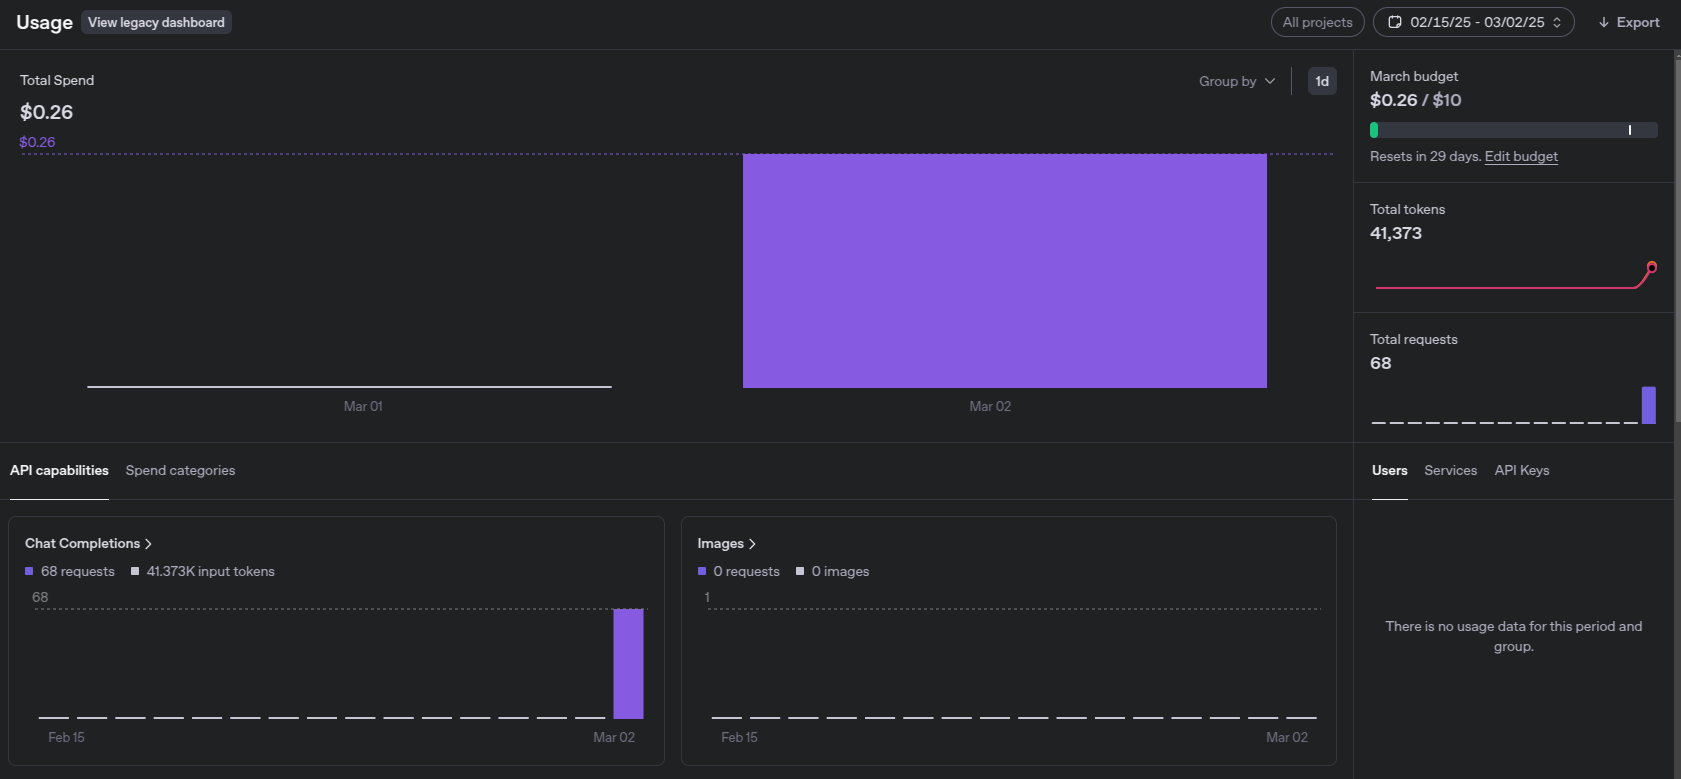 Usage View legacy dashboard All projects 02/15/25 - 03/02/25 Export
Total Spend Group by 1d
$0.26
$0.26
Mar 01 Mar 02
March budget
$0.26 / $10
Resets in 29 days. Edit budget
Total tokens
41,373
Total requests
68
API capabilities Spend categories
Users Services API Keys
Chat Completions
68 requests 41.373K input tokens
68
Feb 15 Mar 02
Images
0 requests 0 images
1
Feb 15 Mar 02
There is no usage data for this period and
group.